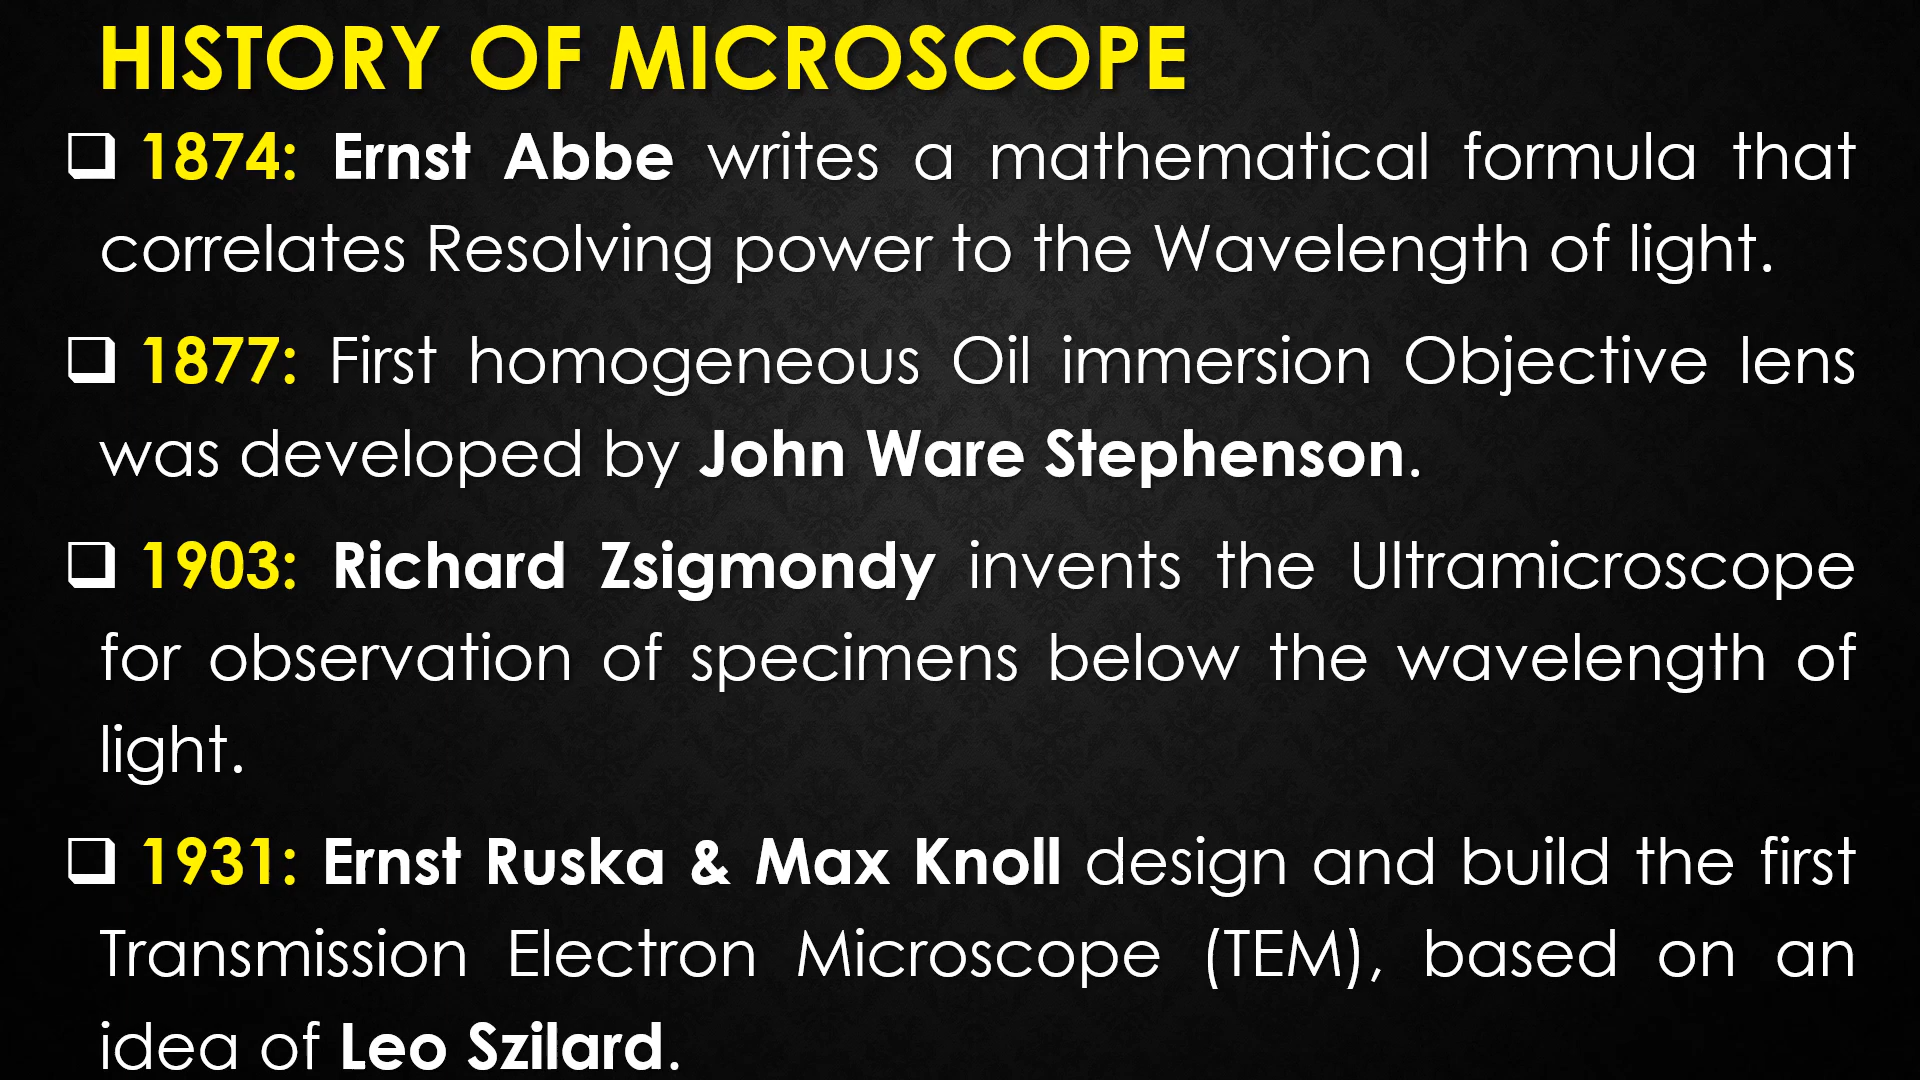 HISTORY OF MICROSCOPE
❑ 1874: Ernst Abbe writes a mathematical formula that
correlates Resolving power to the Wavelength of light.
❑ 1877: First homogeneous Oil immersion Objective lens
was developed by John Ware Stephenson.
❑ 1903: Richard Zsigmondy invents the Ultramicroscope
for observation of specimens below the wavelength of
light.
❑ 1931: Ernst Ruska & Max Knoll design and build the first
Transmission Electron Microscope (TEM), based on an
idea of Leo Szilard.